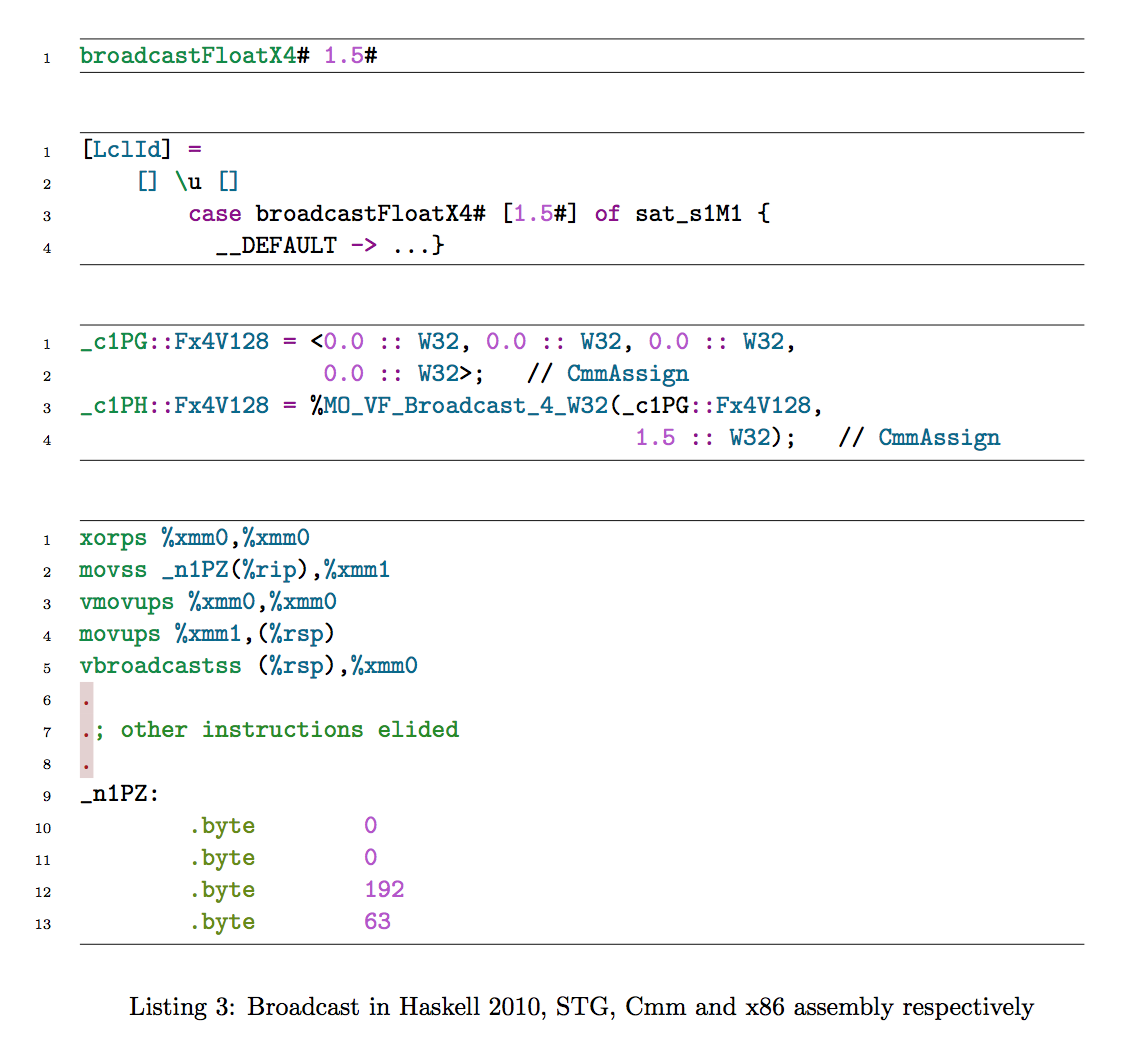 1 broadcastFloatX4# 1.5#
1 [LclId] =
2 [] \u []
3 case broadcastFloatX4# [1.5#] of sat_s1M1 {
4 __DEFAULT -> ...}
1 _c1PG::Fx4V128 = <0.0 :: W32, 0.0 :: W32, 0.0 :: W32,
2 0.0 :: W32>; // CmmAssign
3 _c1PH::Fx4V128 = %MO_VF_Broadcast_4_W32(_c1PG::Fx4V128,
4 1.5 :: W32); // CmmAssign
1 xorps %xmm0,%xmm0
2 movss _n1PZ(%rip),%xmm1
3 vmovups %xmm0,%xmm0
4 movups %xmm1,(%rsp)
5 vbroadcastss (%rsp),%xmm0
6 .
7 .; other instructions elided
8 .
9 _n1PZ:
10 .byte 0
11 .byte 0
12 .byte 192
13 .byte 63
Listing 3: Broadcast in Haskell 2010, STG, Cmm and x86 assembly respectively